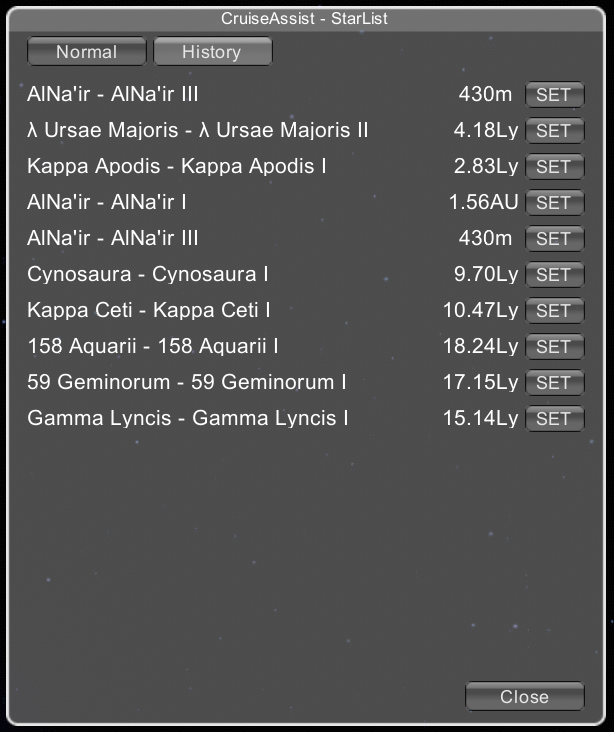 CruiseAssist - StarList
Normal History
AlNa'ir - AlNa'ir III 430m SET
λ Ursae Majoris - λ Ursae Majoris II 4.18Ly SET
Kappa Apodis - Kappa Apodis I 2.83Ly SET
AlNa'ir - AlNa'ir I 1.56AU SET
AlNa'ir - AlNa'ir III 430m SET
Cynosaura - Cynosaura I 9.70Ly SET
Kappa Ceti - Kappa Ceti I 10.47Ly SET
158 Aquarii - 158 Aquarii I 18.24Ly SET
59 Geminorum - 59 Geminorum I 17.15Ly SET
Gamma Lyncis - Gamma Lyncis I 15.14Ly SET
Close